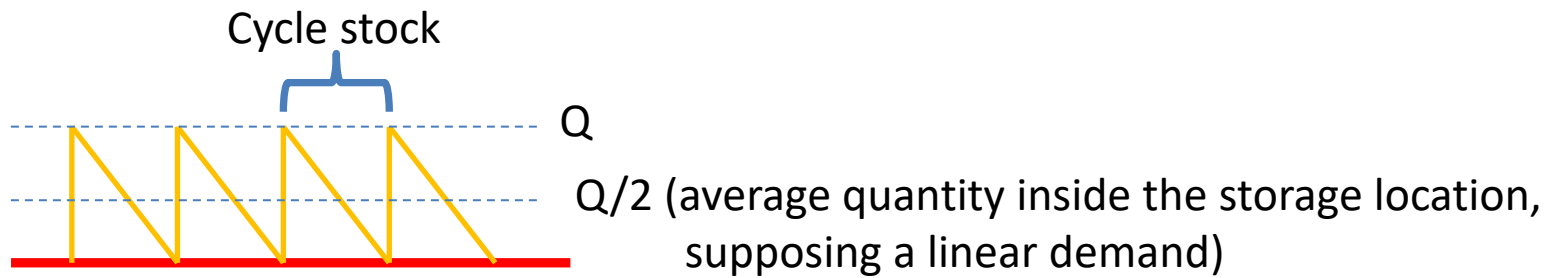 Cycle stock
Q
Q/2 (average quantity inside the storage location,
supposing a linear demand)